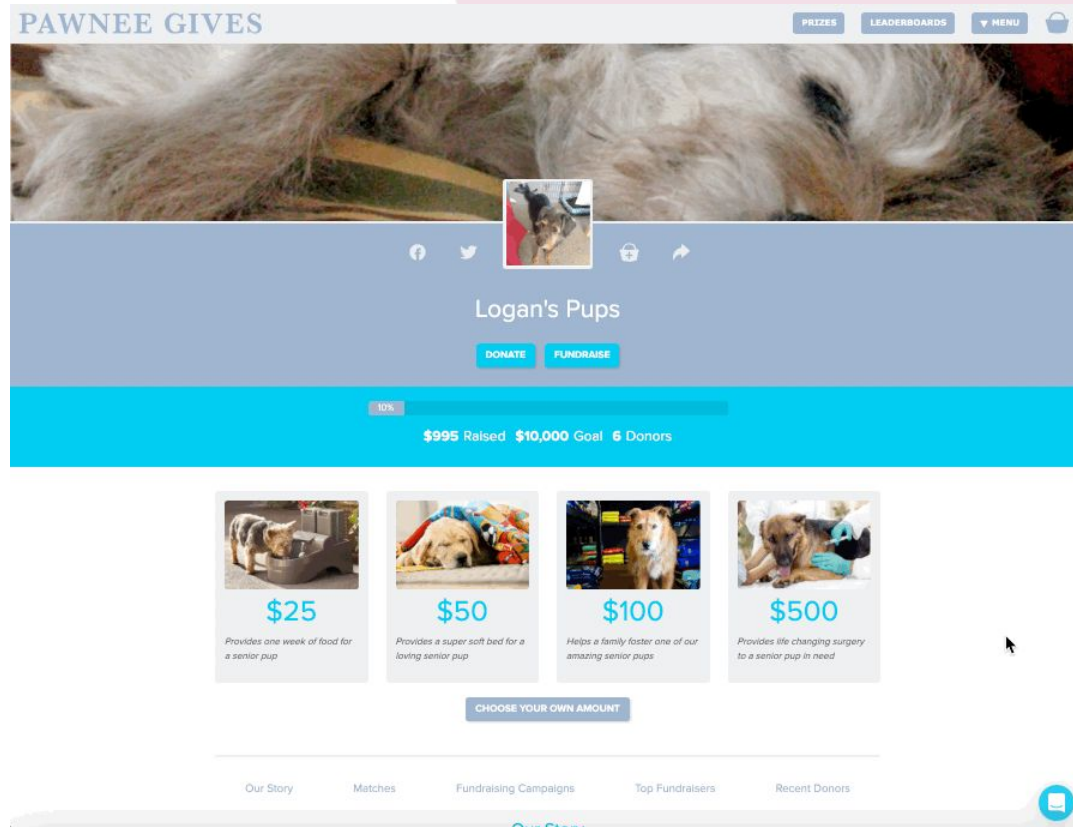 PAWNEE GIVES
PRIZES
LEADERBOARDS
▼ MENU
Logan's Pups
DONATE
FUNDRAISE
10%
$995 Raised $10,000 Goal 6 Donors
$25
Provides one week of food for
a senior pup
$50
Provides a super soft bed for a
loving senior pup
$100
Helps a family foster one of our
amazing senior pups
$500
Provides life changing surgery
to a senior pup in need
CHOOSE YOUR OWN AMOUNT
Our Story
Matches
Fundraising Campaigns
Top Fundraisers
Recent Donors
Our Story